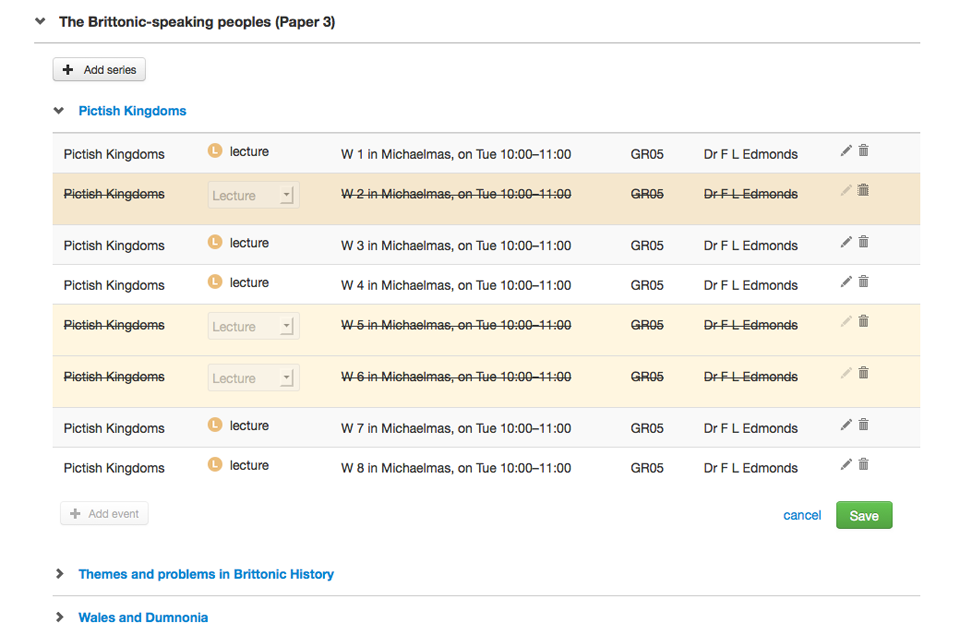 The Brittonic-speaking peoples (Paper 3)
Add series
Pictish Kingdoms
Pictish Kingdoms L lecture W 1 in Michaelmas, on Tue 10:00–11:00 GR05 Dr F L Edmonds
Pictish Kingdoms Lecture W 2 in Michaelmas, on Tue 10:00–11:00 GR05 Dr F L Edmonds
Pictish Kingdoms L lecture W 3 in Michaelmas, on Tue 10:00–11:00 GR05 Dr F L Edmonds
Pictish Kingdoms L lecture W 4 in Michaelmas, on Tue 10:00–11:00 GR05 Dr F L Edmonds
Pictish Kingdoms Lecture W 5 in Michaelmas, on Tue 10:00–11:00 GR05 Dr F L Edmonds
Pictish Kingdoms Lecture W 6 in Michaelmas, on Tue 10:00–11:00 GR05 Dr F L Edmonds
Pictish Kingdoms L lecture W 7 in Michaelmas, on Tue 10:00–11:00 GR05 Dr F L Edmonds
Pictish Kingdoms L lecture W 8 in Michaelmas, on Tue 10:00–11:00 GR05 Dr F L Edmonds
Add event cancel Save
Themes and problems in Brittonic History
Wales and Dumnonia